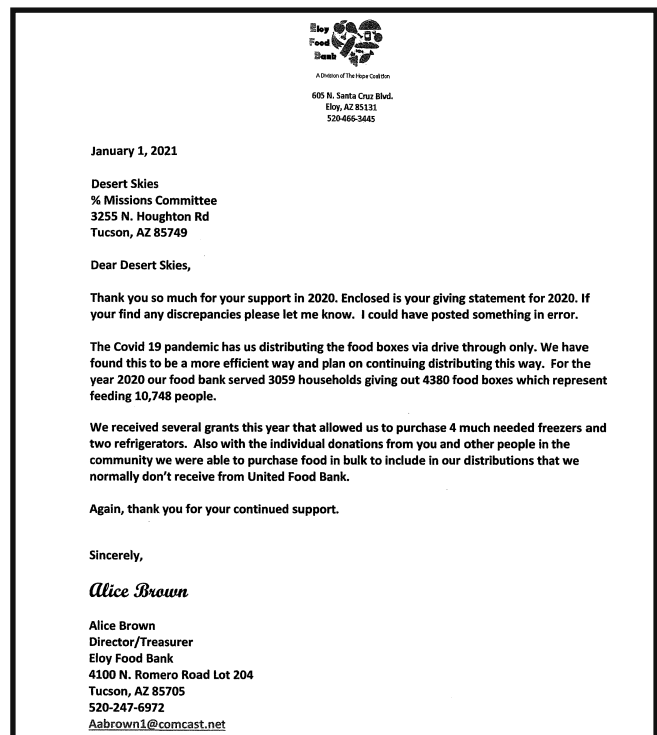 Eloy
Food
Bank
A Division of The Hope Coalition
605 N. Santa Cruz Blvd.
Eloy, AZ 85131
520-466-3445
January 1, 2021
Desert Skies
% Missions Committee
3255 N. Houghton Rd
Tucson, AZ 85749
Dear Desert Skies,
Thank you so much for your support in 2020. Enclosed is your giving statement for 2020. If
your find any discrepancies please let me know.  I could have posted something in error.
The Covid 19 pandemic has us distributing the food boxes via drive through only. We have
found this to be a more efficient way and plan on continuing distributing this way.  For the
year 2020 our food bank served 3059 households giving out 4380 food boxes which represent
feeding 10,748 people.
We received several grants this year that allowed us to purchase 4 much needed freezers and
two refrigerators.  Also with the individual donations from you and other people in the
community we were able to purchase food in bulk to include in our distributions that we
normally don't receive from United Food Bank.
Again, thank you for your continued support.
Sincerely,
Alice Brown
Alice Brown
Director/Treasurer
Eloy Food Bank
4100 N. Romero Road Lot 204
Tucson, AZ 85705
520-247-6972
Aabrown1@comcast.net